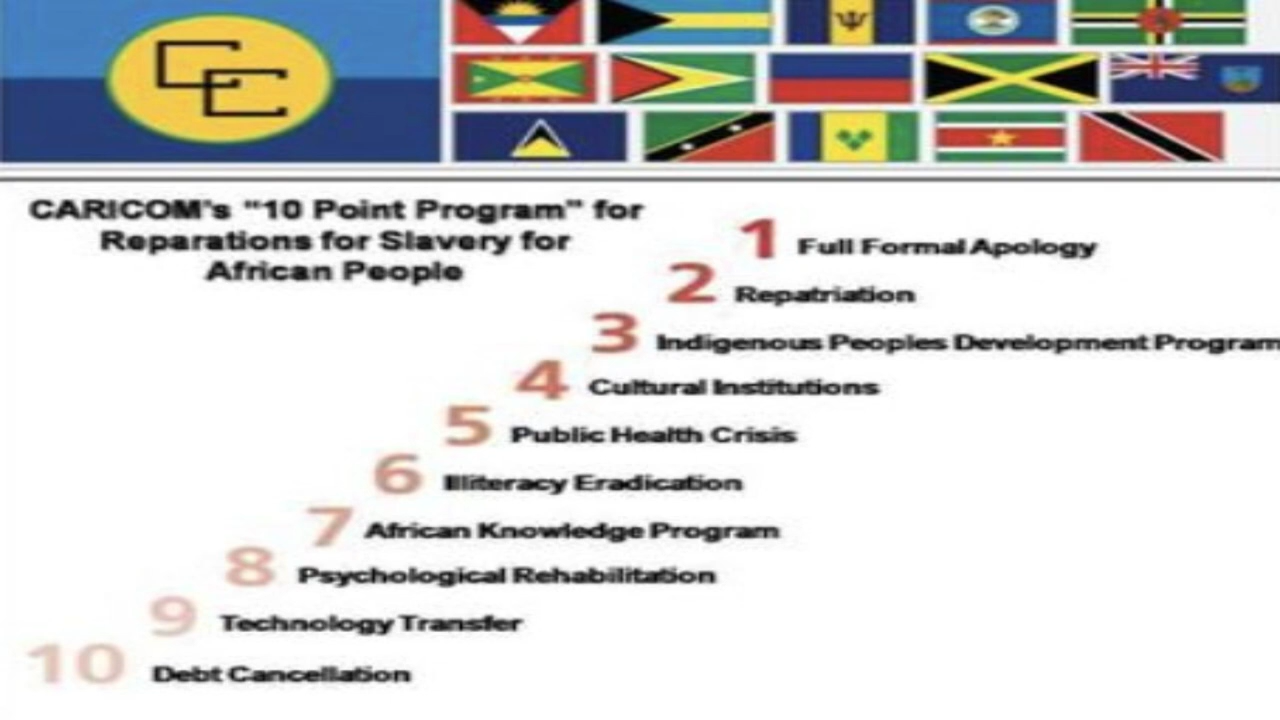 CC
CARICOM's "10 Point Program" for
Reparations for Slavery for
African People
1 Full Formal Apology
2 Repatriation
3 Indigenous Peoples Development Program
4 Cultural Institutions
5 Public Health Crisis
6 Illiteracy Eradication
7 African Knowledge Program
8 Psychological Rehabilitation
9 Technology Transfer
10 Debt Cancellation